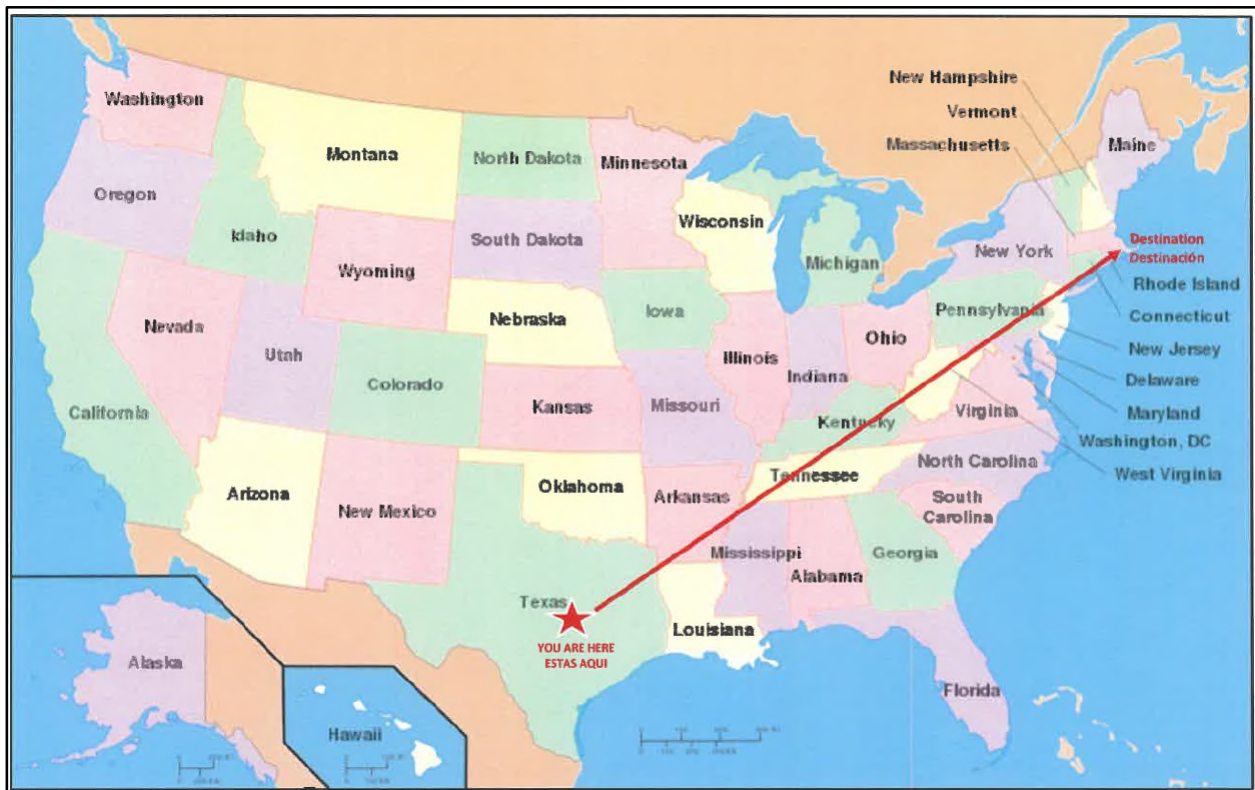 New Hampshire
Vermont
Massachusetts
Washington
Montana
North Dakota
Minnesota
Maine
Oregon
Idaho
Wisconsin
South Dakota
Michigan
New York
Destination
Destinación
Wyoming
Rhode Island
Nevada
Nebraska
Iowa
Pennsylvania
Connecticut
Utah
Illinois
Indiana
Ohio
New Jersey
Colorado
Kansas
Missouri
Delaware
California
Kentucky
Virginia
Maryland
Washington, DC
Arizona
Oklahoma
Tennessee
North Carolina
West Virginia
New Mexico
Arkansas
South
Carolina
Mississippi
Alabama
Georgia
Texas
Louisiana
YOU ARE HERE
ESTAS AQUI
Alaska
Florida
Hawaii